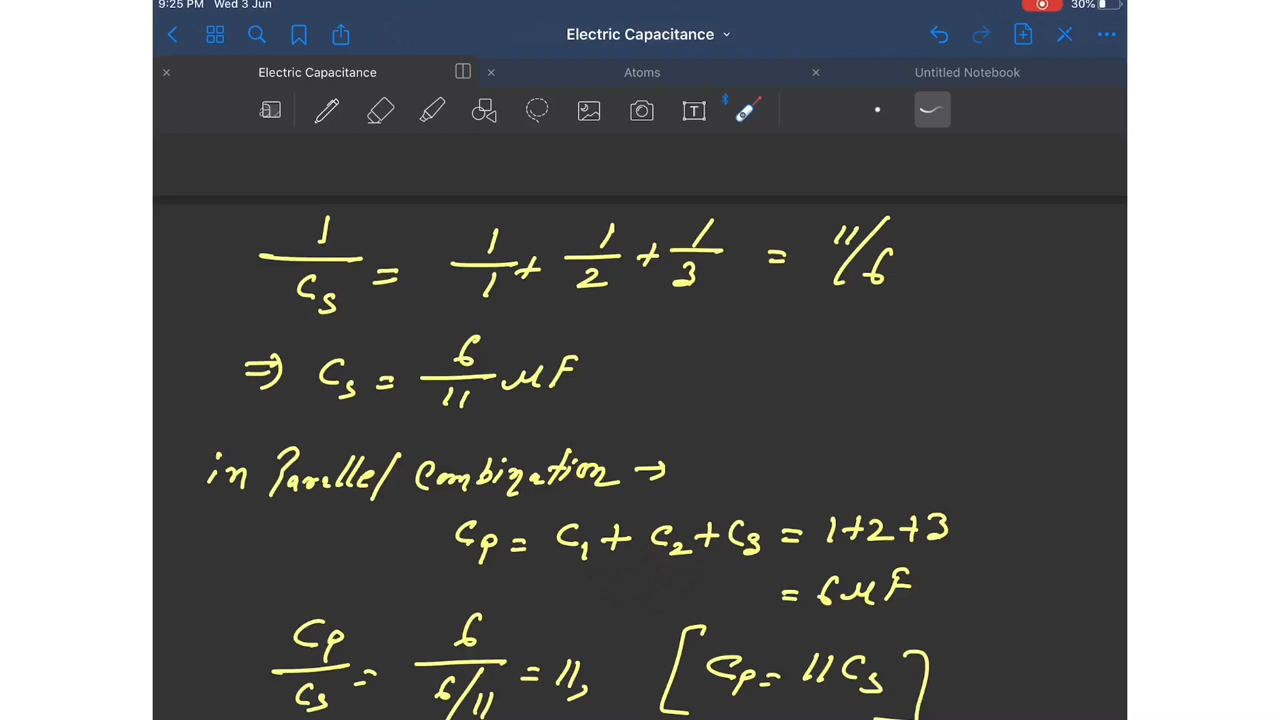 9:25 PM Wed 3 Jun 30%
Electric Capacitance
Electric Capacitance Atoms Untitled Notebook
T
1/Cs = 1/1 + 1/2 + 1/3 = 11/6
⇒ Cs = 6/11 μF
in Parallel Combination →
Cp = C1 + C2 + C3 = 1+2+3
= 6 μF
Cp/Cs = 6/6/11 = 11, [Cp = 11 Cs]